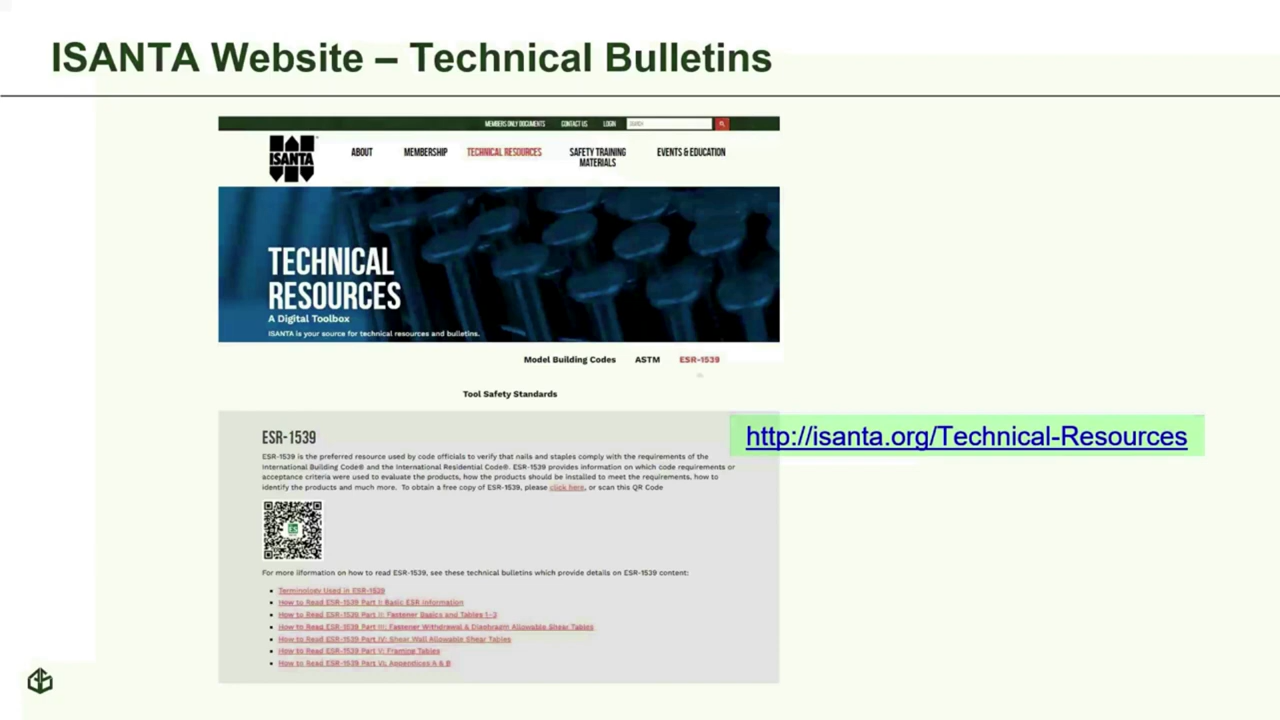 ISANTA Website – Technical Bulletins
MEMBERS ONLY DOCUMENTS CONTACT US LOGIN SEARCH
ISANTA
ABOUT MEMBERSHIP TECHNICAL RESOURCES SAFETY TRAINING MATERIALS EVENTS & EDUCATION
TECHNICAL
RESOURCES
A Digital Toolbox
ISANTA is your source for technical resources and bulletins.
Model Building Codes ASTM ESR-1539
Tool Safety Standards
ESR-1539
http://isanta.org/Technical-Resources
ESR-1539 is the preferred resource used by code officials to verify that nails and staples comply with the requirements of the
International Building Code® and the International Residential Code®. ESR-1539 provides information on which code requirements or
acceptance criteria were used to evaluate the products, how the products should be installed to meet the requirements, how to
identify the products and much more. To obtain a free copy of ESR-1539, please click here, or scan this QR Code
For more iformation on how to read ESR-1539, see these technical bulletins which provide details on ESR-1539 content:
Terminology Used in ESR-1539
How to Read ESR-1539 Part I: Basic ESR Information
How to Read ESR-1539 Part II: Fastener Basics and Tables 1-3
How to Read ESR-1539 Part III: Fastener Withdrawal & Diaphragm Allowable Shear Tables
How to Read ESR-1539 Part IV: Shear Wall Allowable Shear Tables
How to Read ESR-1539 Part V: Framing Tables
How to Read ESR-1539 Part VI: Appendices A & B